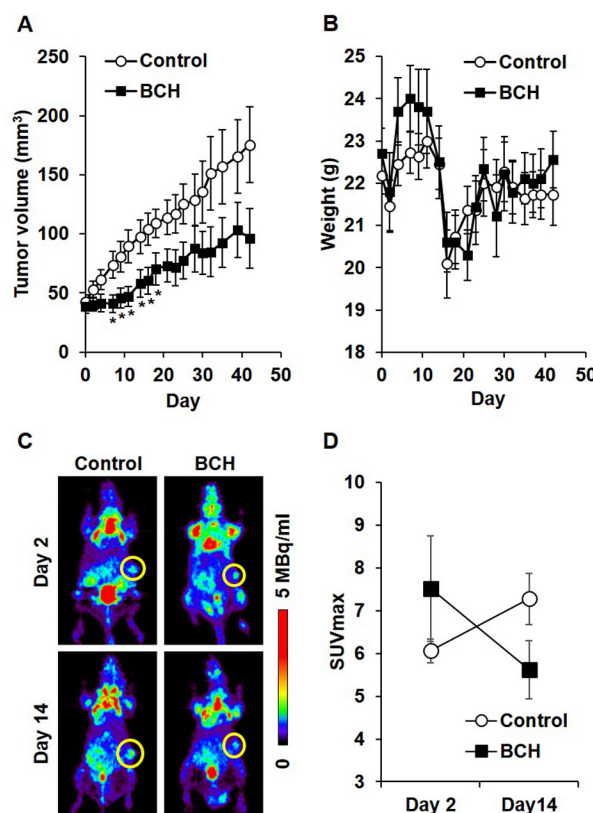 A
Control
BCH
Tumor volume (mm³)
250
200
150
100
50
0
* * * * * *
0 10 20 30 40 50
Day
B
Control
BCH
Weight (g)
25
24
23
22
21
20
19
18
0 10 20 30 40 50
Day
C
Control BCH
Day 2
Day 14
5 MBq/ml
0
D
SUVmax
10
9
8
7
6
5
4
3
Control
BCH
Day 2 Day14